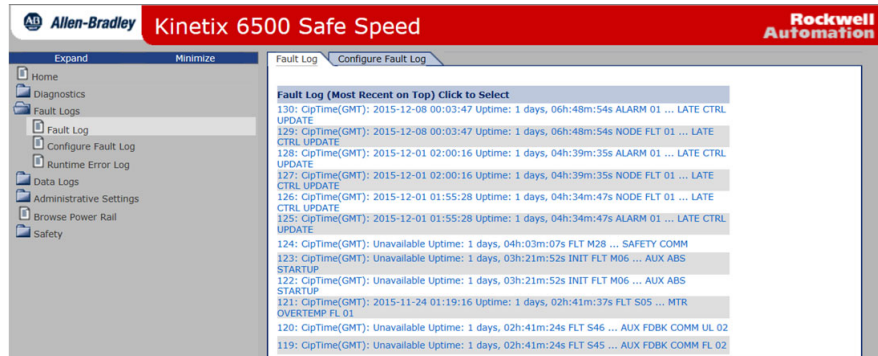 AB Allen-Bradley
Kinetix 6500 Safe Speed
Rockwell
Automation
Expand
Minimize
Home
Diagnostics
Fault Logs
Fault Log
Configure Fault Log
Runtime Error Log
Data Logs
Administrative Settings
Browse Power Rail
Safety
Fault Log
Configure Fault Log
Fault Log (Most Recent on Top) Click to Select
130: CipTime(GMT): 2015-12-08 00:03:47 Uptime: 1 days, 06h:48m:54s ALARM 01 ... LATE CTRL
UPDATE
129: CipTime(GMT): 2015-12-08 00:03:47 Uptime: 1 days, 06h:48m:54s NODE FLT 01 ... LATE
CTRL UPDATE
128: CipTime(GMT): 2015-12-01 02:00:16 Uptime: 1 days, 04h:39m:35s ALARM 01 ... LATE CTRL
UPDATE
127: CipTime(GMT): 2015-12-01 02:00:16 Uptime: 1 days, 04h:39m:35s NODE FLT 01 ... LATE
CTRL UPDATE
126: CipTime(GMT): 2015-12-01 01:55:28 Uptime: 1 days, 04h:34m:47s NODE FLT 01 ... LATE
CTRL UPDATE
125: CipTime(GMT): 2015-12-01 01:55:28 Uptime: 1 days, 04h:34m:47s ALARM 01 ... LATE CTRL
UPDATE
124: CipTime(GMT): Unavailable Uptime: 1 days, 04h:03m:07s FLT M28 ... SAFETY COMM
123: CipTime(GMT): Unavailable Uptime: 1 days, 03h:21m:52s INIT FLT M06 ... AUX ABS
STARTUP
122: CipTime(GMT): Unavailable Uptime: 1 days, 03h:21m:52s INIT FLT M06 ... AUX ABS
STARTUP
121: CipTime(GMT): 2015-11-24 01:19:16 Uptime: 1 days, 02h:41m:37s FLT S05 ... MTR
OVERTEMP FL 01
120: CipTime(GMT): Unavailable Uptime: 1 days, 02h:41m:24s FLT S46 ... AUX FDBK COMM UL 02
119: CipTime(GMT): Unavailable Uptime: 1 days, 02h:41m:24s FLT S45 ... AUX FDBK COMM FL 02